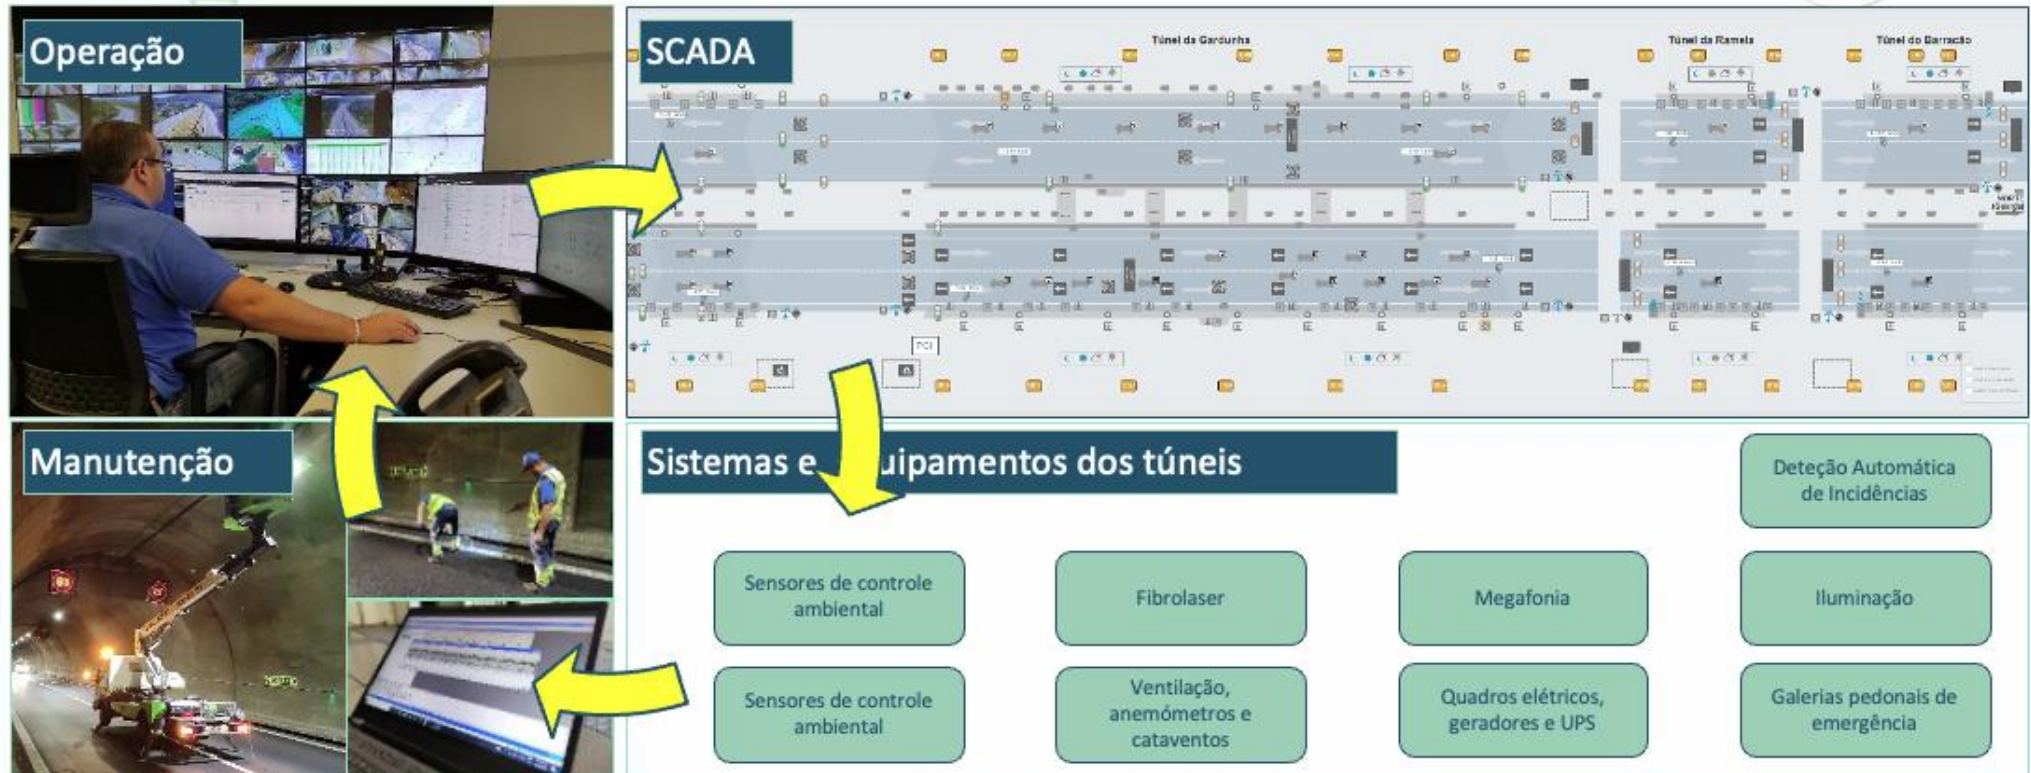 Operação
SCADA
Túnel da Gardunha
Túnel da Ramela
Túnel do Barracão
PCI
Manutenção
Sistemas e
uipamentos dos túneis
Deteção Automática
de Incidências
Sensores de controle
ambiental
Fibrolaser
Megafonia
Iluminação
Sensores de controle
ambiental
Ventilação,
anemómetros e
cataventos
Quadros elétricos,
geradores e UPS
Galerias pedonais de
emergência